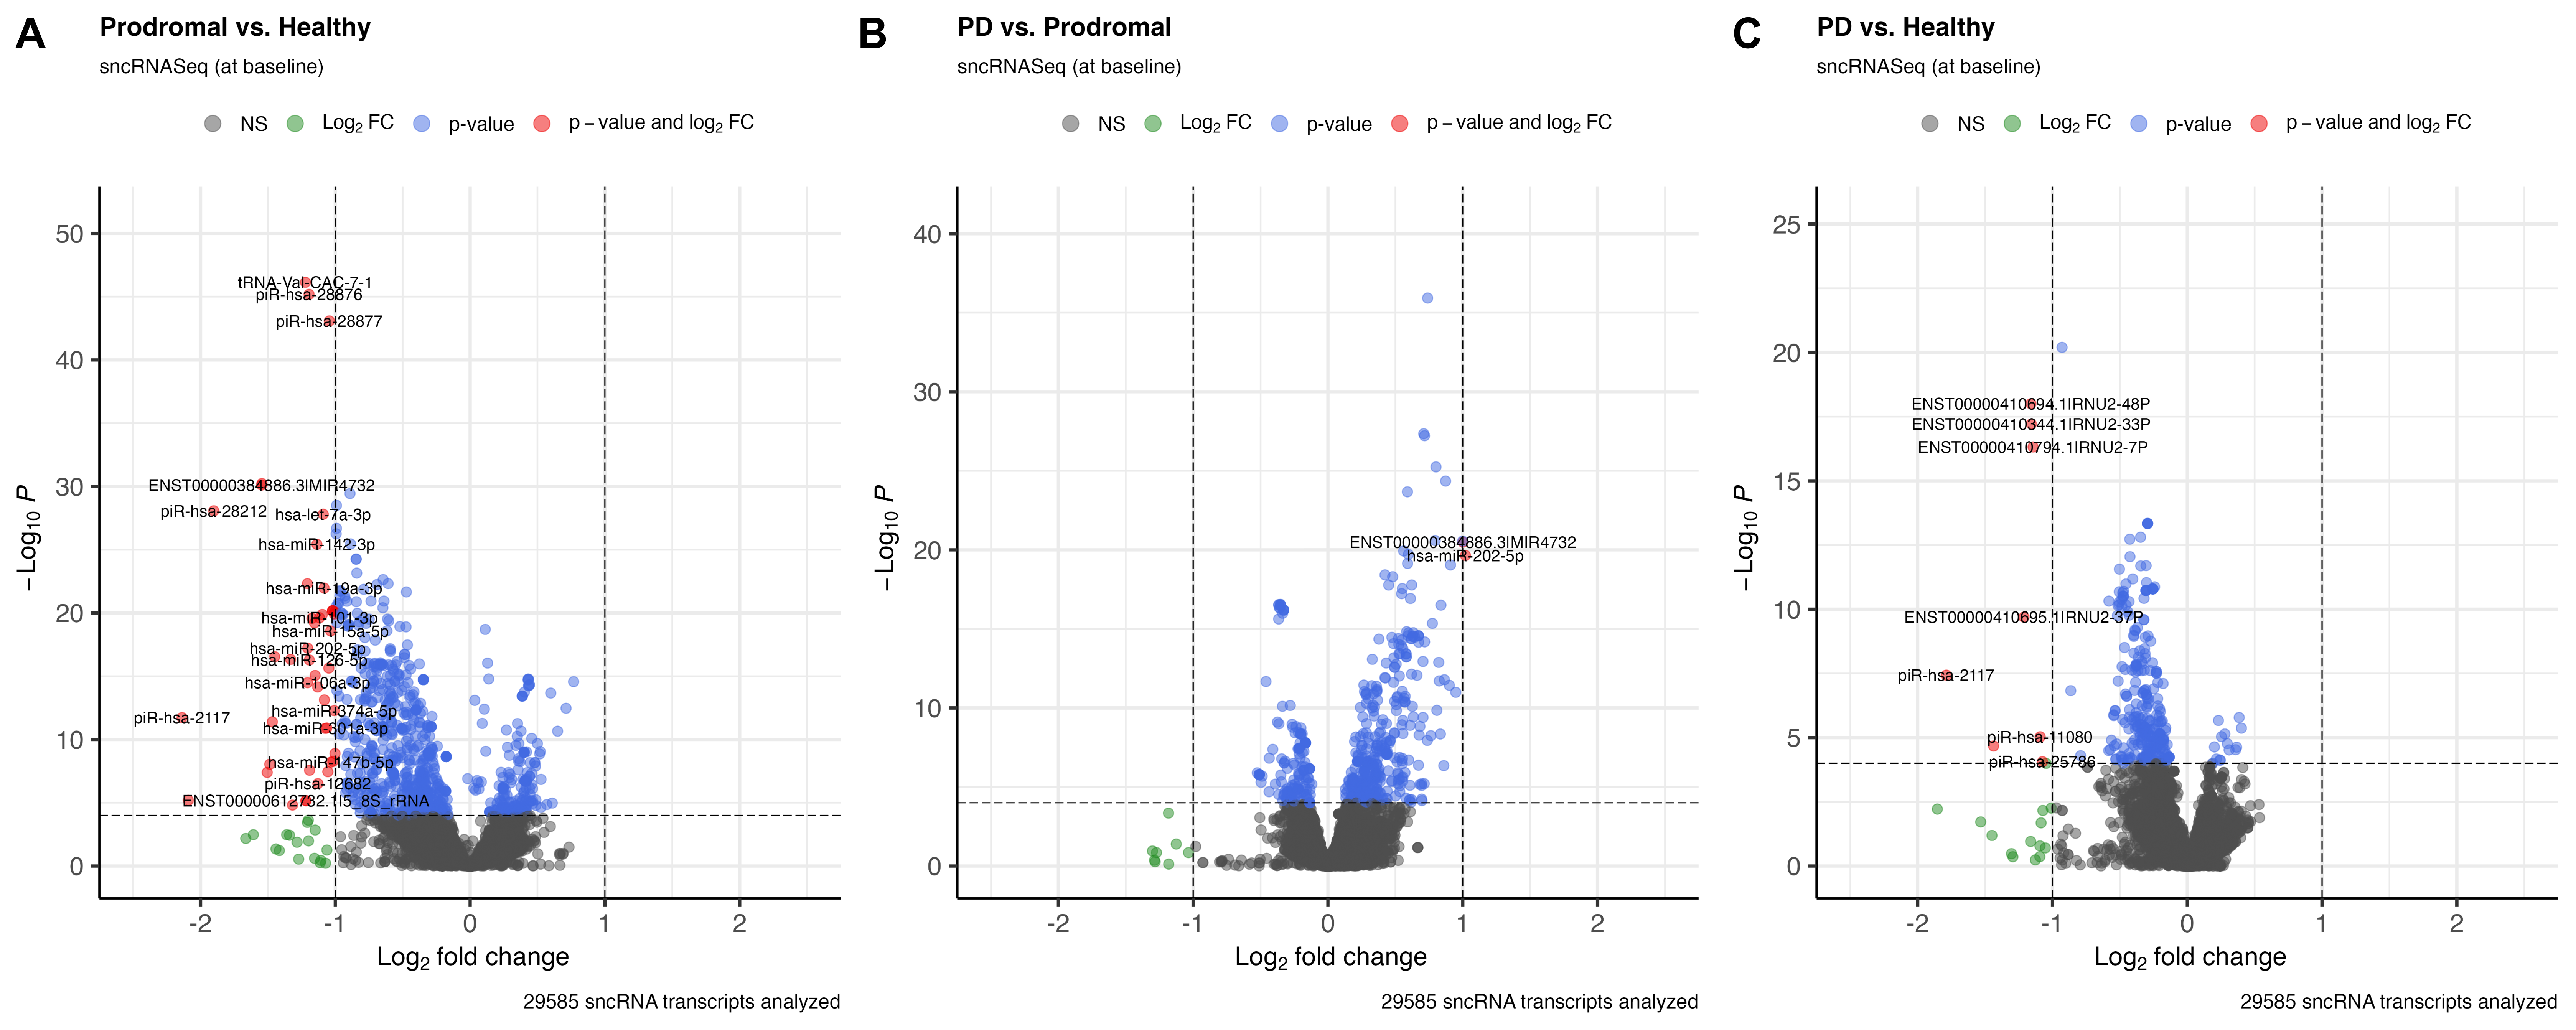 A
Prodromal vs. Healthy
sncRNASeq (at baseline)
NS
Log2 FC
p-value
p – value and log2 FC
50
40
30
20
10
0
– Log10 P
tRNA-Val-CAC-7-1
piR-hsa-28876
piR-hsa-28877
ENST00000384886.3|MIR4732
piR-hsa-28212
hsa-let-7a-3p
hsa-miR-142-3p
hsa-miR-19a-3p
hsa-miR-101-3p
hsa-miR-15a-5p
hsa-miR-202-5p
hsa-miR-126-5p
hsa-miR-106a-3p
hsa-miR-374a-5p
piR-hsa-2117
hsa-miR-301a-3p
hsa-miR-147b-5p
piR-hsa-12682
ENST00000612732.1|5_8S_rRNA
-2
-1
0
1
2
Log2 fold change
29585 sncRNA transcripts analyzed
B
PD vs. Prodromal
sncRNASeq (at baseline)
NS
Log2 FC
p-value
p – value and log2 FC
40
30
20
10
0
– Log10 P
ENST00000384886.3|MIR4732
hsa-miR-202-5p
-2
-1
0
1
2
Log2 fold change
29585 sncRNA transcripts analyzed
C
PD vs. Healthy
sncRNASeq (at baseline)
NS
Log2 FC
p-value
p – value and log2 FC
25
20
15
10
5
0
– Log10 P
ENST00000410694.1|RNU2-48P
ENST00000410344.1|RNU2-33P
ENST00000410794.1|RNU2-7P
ENST00000410695.1|RNU2-37P
piR-hsa-2117
piR-hsa-11080
piR-hsa-25786
-2
-1
0
1
2
Log2 fold change
29585 sncRNA transcripts analyzed